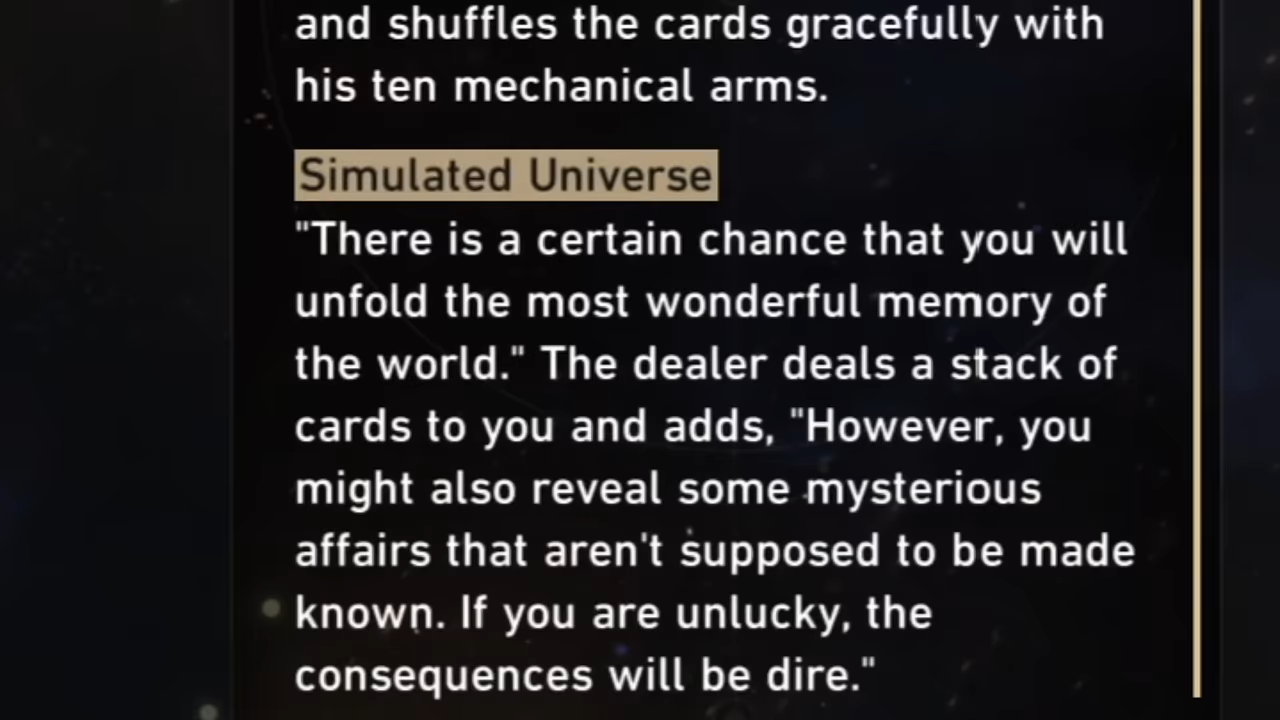 and shuffles the cards gracefully with
his ten mechanical arms.
Simulated Universe
"There is a certain chance that you will
unfold the most wonderful memory of
the world." The dealer deals a stack of
cards to you and adds, "However, you
might also reveal some mysterious
affairs that aren't supposed to be made
known. If you are unlucky, the
consequences will be dire."